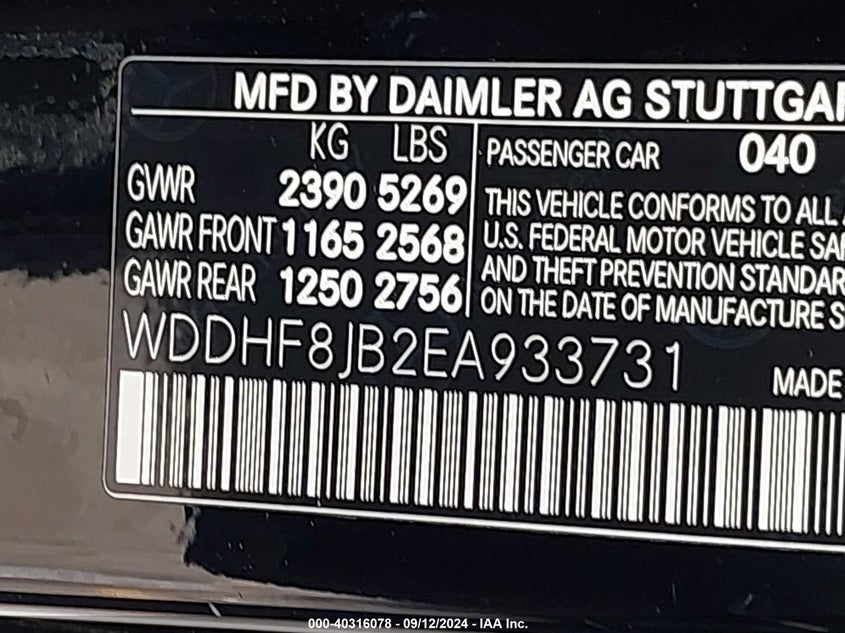 MFD BY DAIMLER AG STUTTGAR
KG LBS
GVWR 2390 5269
GAWR FRONT 1165 2568
GAWR REAR 1250 2756
PASSENGER CAR 040
THIS VEHICLE CONFORMS TO ALL A
U.S. FEDERAL MOTOR VEHICLE SAF
AND THEFT PREVENTION STANDAR
ON THE DATE OF MANUFACTURE S
WDDHF8JB2EA933731
MADE
000-40316078 - 09/12/2024 - IAA Inc.